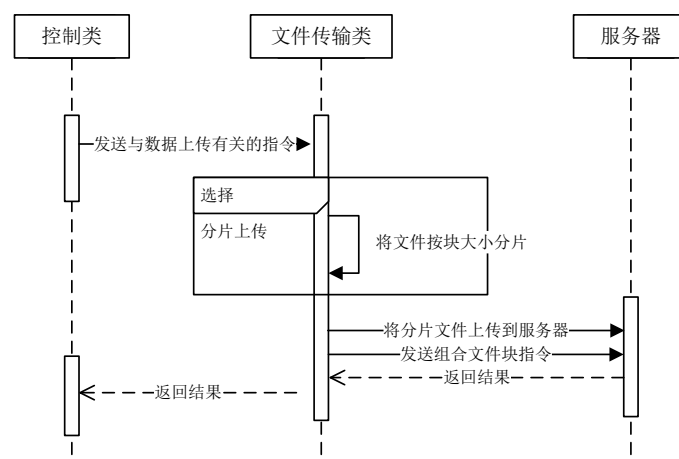 控制类
文件传输类
服务器
发送与数据上传有关的指令
选择
分片上传
将文件按块大小分片
将分片文件上传到服务器
发送组合文件块指令
返回结果
返回结果